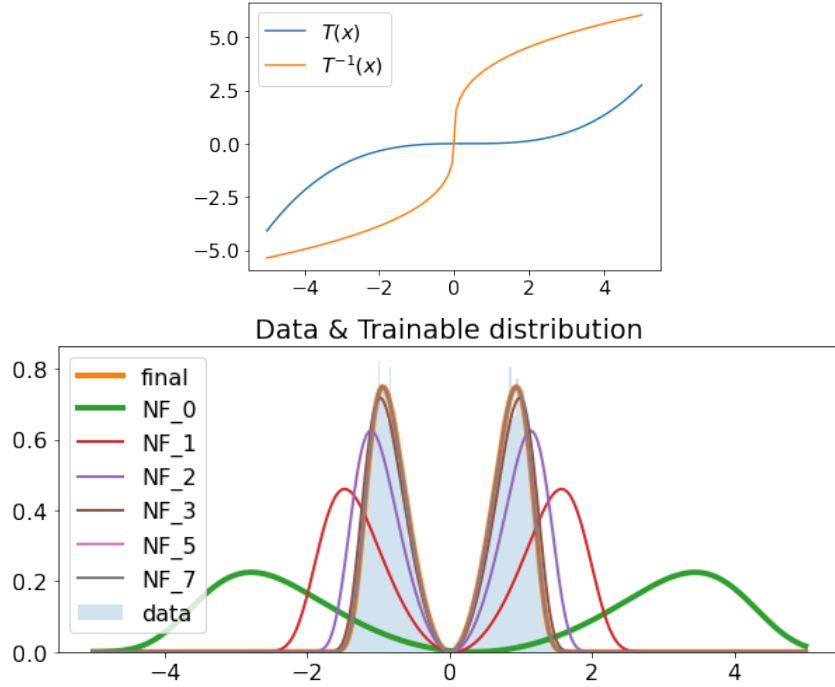 T(x)
T⁻¹(x)
5.0
2.5
0.0
−2.5
−5.0
−4 −2 0 2 4
Data & Trainable distribution
0.8
0.6
0.4
0.2
0.0
final
NF_0
NF_1
NF_2
NF_3
NF_5
NF_7
data
−4 −2 0 2 4